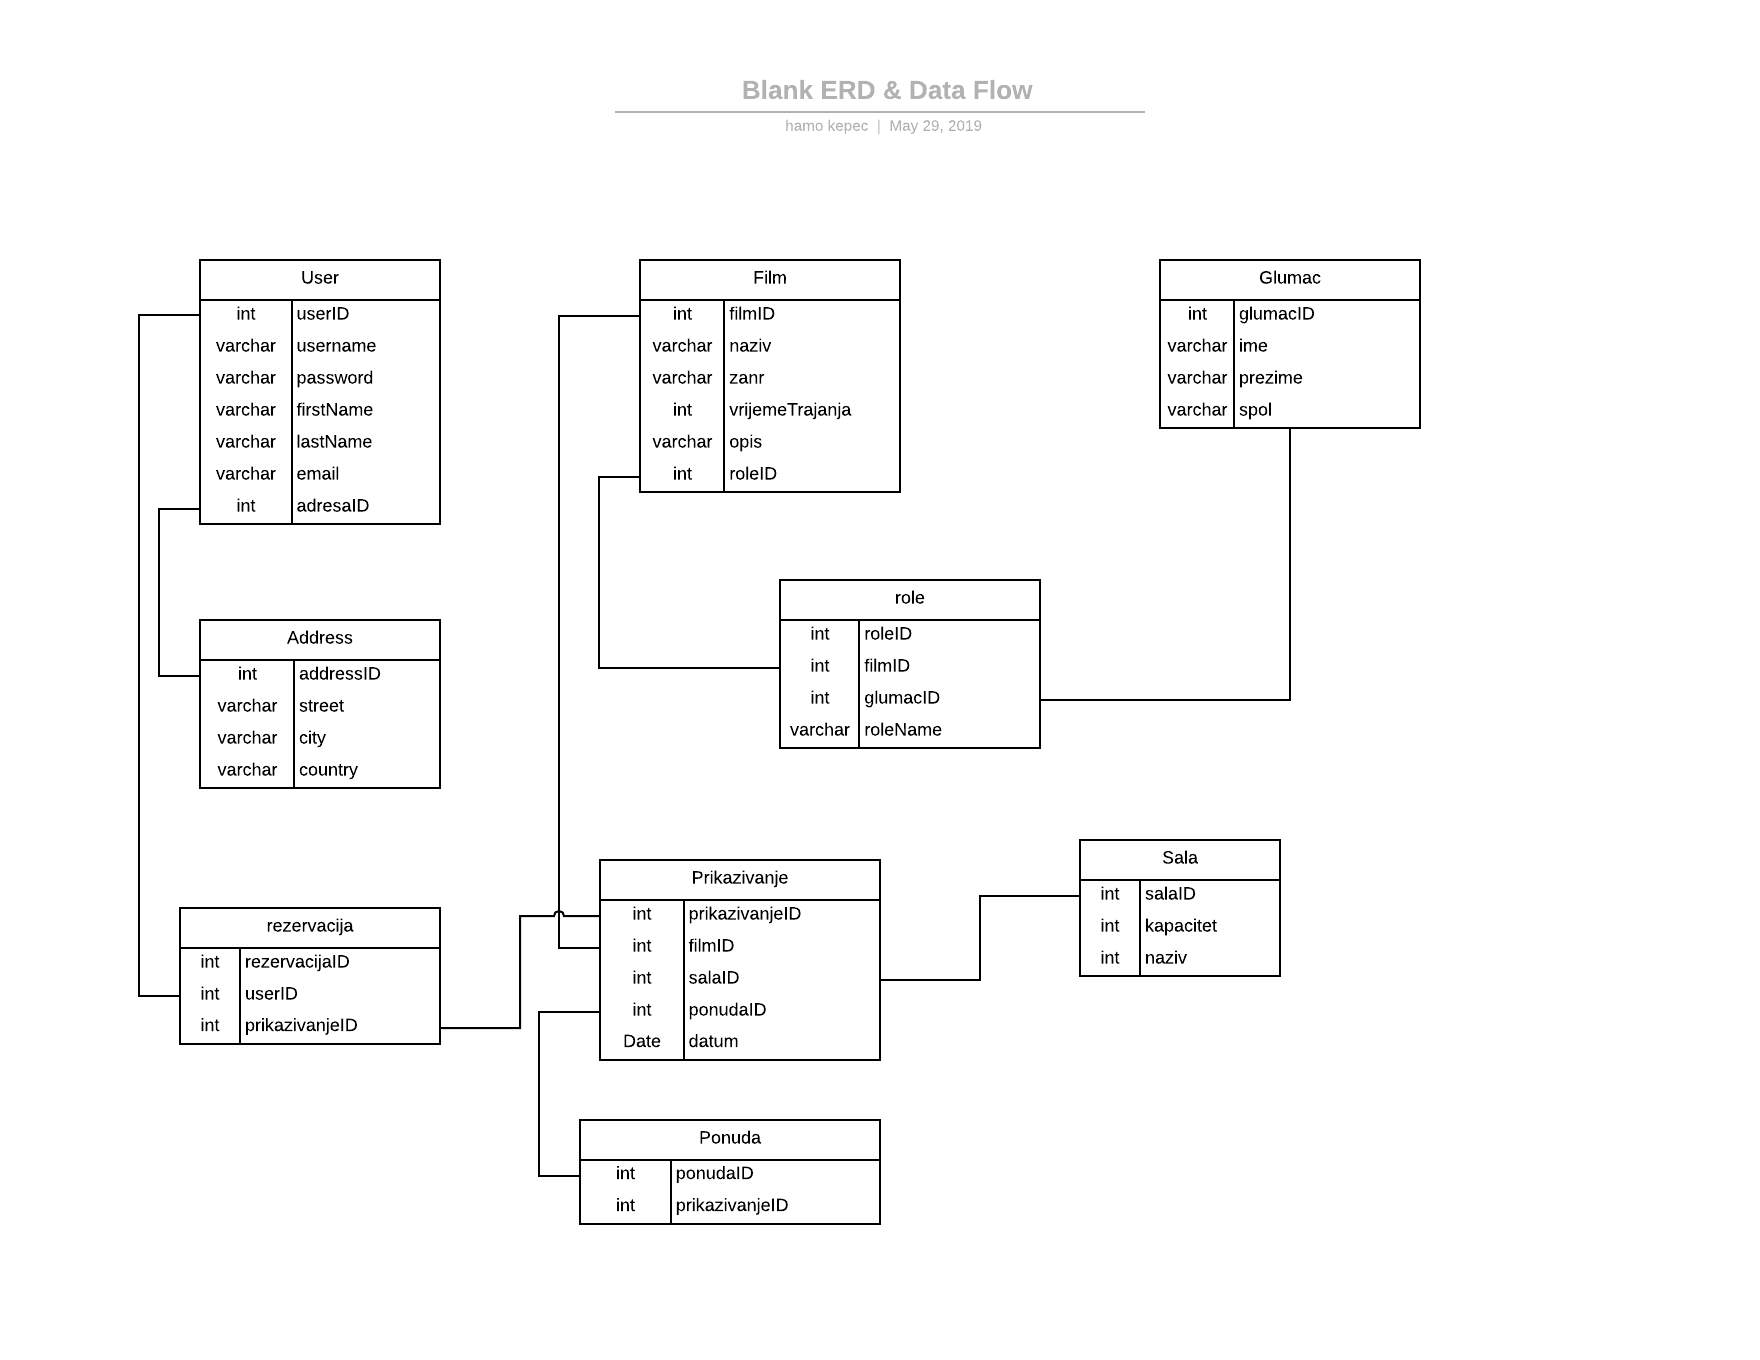 Blank ERD & Data Flow
hamo kepec | May 29, 2019
User
int userID
varchar username
varchar password
varchar firstName
varchar lastName
varchar email
int adresaID
Film
int filmID
varchar naziv
varchar zanr
int vrijemeTrajanja
varchar opis
int roleID
Glumac
int glumacID
varchar ime
varchar prezime
varchar spol
Address
int addressID
varchar street
varchar city
varchar country
role
int roleID
int filmID
int glumacID
varchar roleName
rezervacija
int rezervacijaID
int userID
int prikazivanjeID
Prikazivanje
int prikazivanjeID
int filmID
int salaID
int ponudaID
Date datum
Sala
int salaID
int kapacitet
int naziv
Ponuda
int ponudaID
int prikazivanjeID